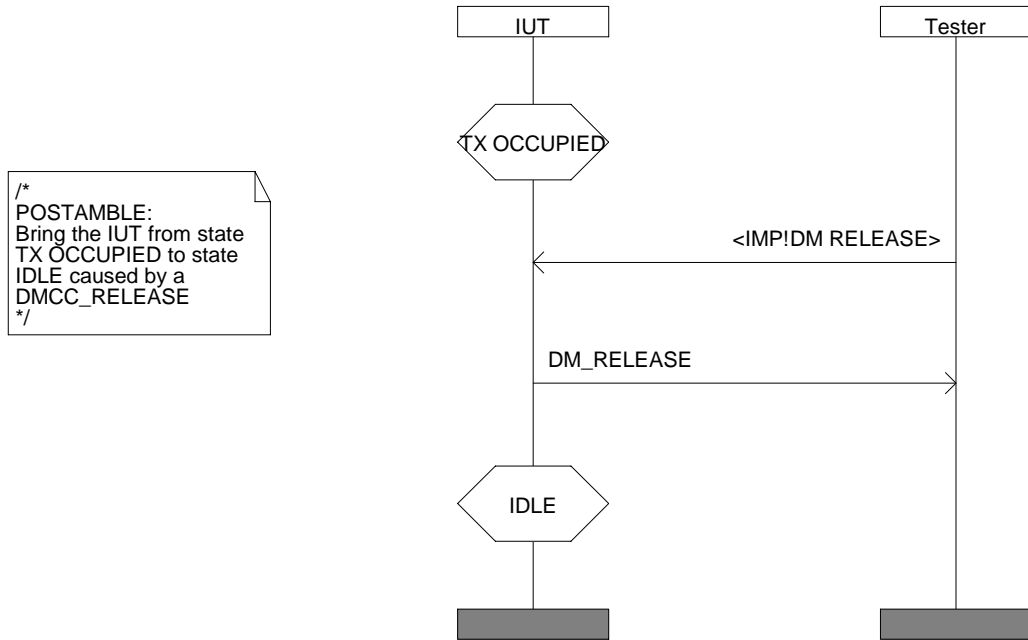 IUT
Tester
TX OCCUPIED
/*
POSTAMBLE:
Bring the IUT from state
TX OCCUPIED to state
IDLE caused by a
DMCC_RELEASE
*/
<IMP!DM RELEASE>
DM_RELEASE
IDLE